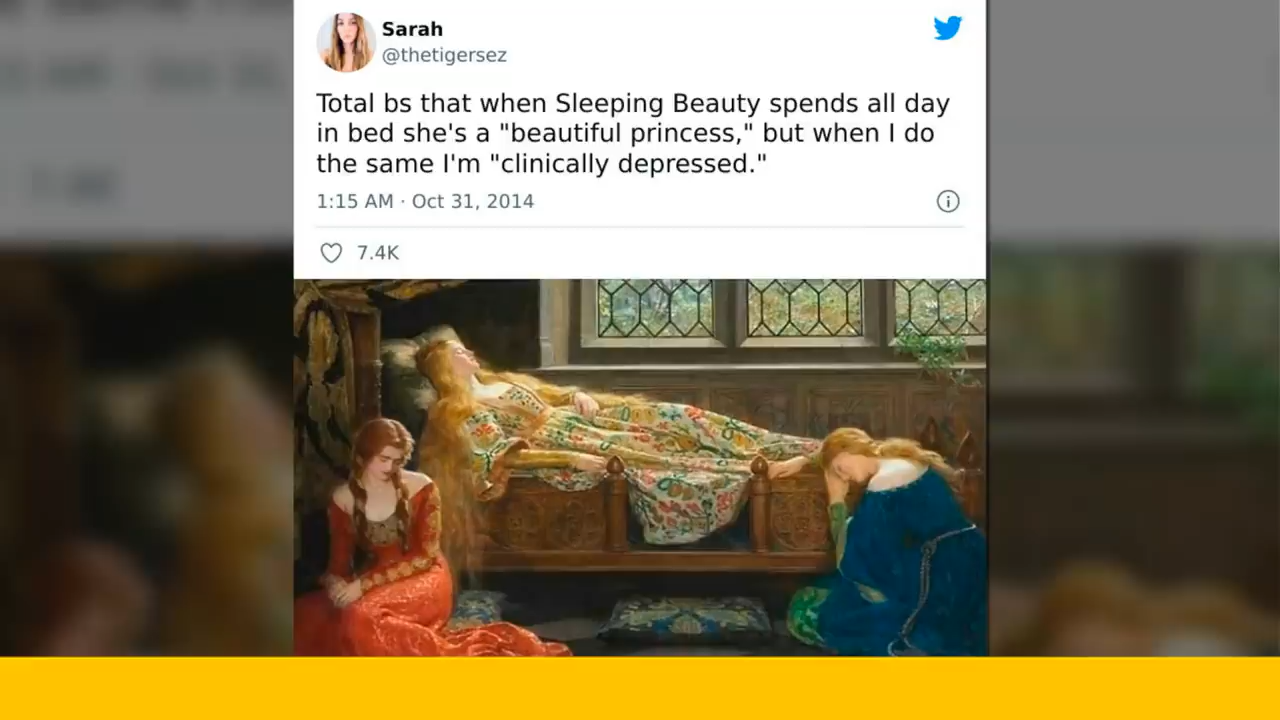 Sarah
@thetigersez
Total bs that when Sleeping Beauty spends all day
in bed she's a "beautiful princess," but when I do
the same I'm "clinically depressed."
1:15 AM · Oct 31, 2014
7.4K